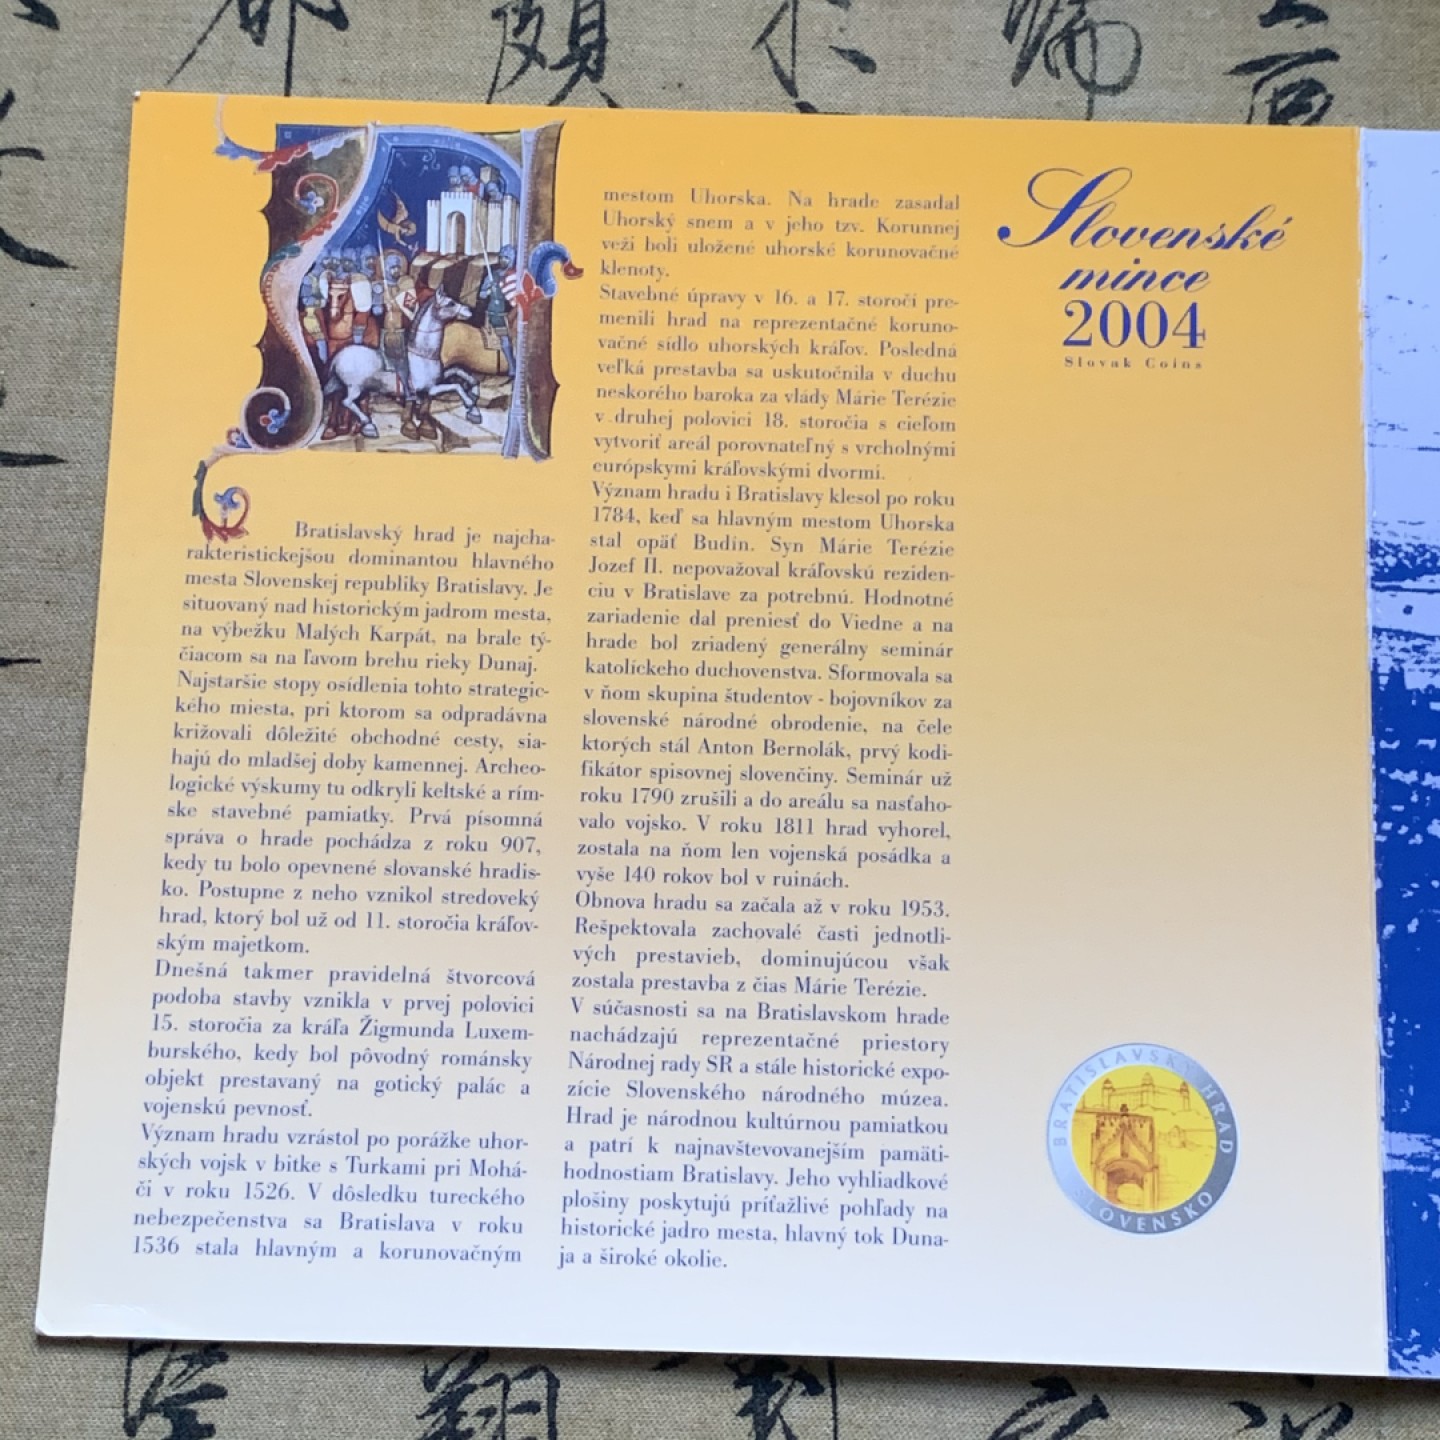 Bratislavský hrad je najcha-
rakteristickejšou dominantou hlavného
mesta Slovenskej republiky Bratislavy. Je
situovaný nad historickým jadrom mesta,
na výbežku Malých Karpát, na brale tý-
čiacom sa na ľavom brehu rieky Dunaj.
Najstaršie stopy osídlenia tohto strategic-
kého miesta, pri ktorom sa odpradávna
križovali dôležité obchodné cesty, sia-
hajú do mladšej doby kamennej. Archeo-
logické výskumy tu odkryli keltské a rím-
ske stavebné pamiatky. Prvá písomná
správa o hrade pochádza z roku 907,
kedy tu bolo opevnené slovanské hradis-
ko. Postupne z neho vznikol stredoveký
hrad, ktorý bol už od 11. storočia kráľov-
ským majetkom.
Dnešná takmer pravidelná štvorcová
podoba stavby vznikla v prvej polovici
15. storočia za kráľa Žigmunda Luxem-
burského, kedy bol pôvodný románsky
objekt prestavaný na gotický palác a
vojenskú pevnosť.
Význam hradu vzrástol po porážke uhor-
ských vojsk v bitke s Turkami pri Mohá-
či v roku 1526. V dôsledku tureckého
nebezpečenstva sa Bratislava v roku
1536 stala hlavným a korunovačným
mestom Uhorska. Na hrade zasadal
Uhorský snem a v jeho tzv. Korunnej
veži boli uložené uhorské korunovačné
klenoty.
Stavebné úpravy v 16. a 17. storočí pre-
menili hrad na reprezentačné koruno-
vačné sídlo uhorských kráľov. Posledná
veľká prestavba sa uskutočnila v duchu
neskorého baroka za vlády Márie Terézie
v druhej polovici 18. storočia s cieľom
vytvoriť areál porovnateľný s vrcholnými
európskymi kráľovskými dvormi.
Význam hradu i Bratislavy klesol po roku
1784, keď sa hlavným mestom Uhorska
stal opäť Budín. Syn Márie Terézie
Jozef II. nepovažoval kráľovskú reziden-
ciu v Bratislave za potrebnú. Hodnotné
zariadenie dal preniesť do Viedne a na
hrade bol zriadený generálny seminár
katolíckeho duchovenstva. Sformovala sa
v ňom skupina študentov - bojovníkov za
slovenské národné obrodenie, na čele
ktorých stál Anton Bernolák, prvý kodi-
fikátor spisovnej slovenčiny. Seminár už
roku 1790 zrušili a do areálu sa nasťaho-
valo vojsko. V roku 1811 hrad vyhorel,
zostala na ňom len vojenská posádka a
vyše 140 rokov bol v ruinách.
Obnova hradu sa začala až v roku 1953.
Rešpektovala zachovalé časti jednotli-
vých prestavieb, dominujúcou však
zostala prestavba z čias Márie Terézie.
V súčasnosti sa na Bratislavskom hrade
nachádzajú reprezentačné priestory
Národnej rady SR a stále historické expo-
zície Slovenského národného múzea.
Hrad je národnou kultúrnou pamiatkou
a patrí k najnavštevovanejším pamäti-
hodnostiam Bratislavy. Jeho vyhliadkové
plošiny poskytujú príťažlivé pohľady na
historické jadro mesta, hlavný tok Duna-
ja a široké okolie.
Slovenské
mince
2004
Slovak Coins
BRATISLAVSKÝ HRAD
SLOVENSKO